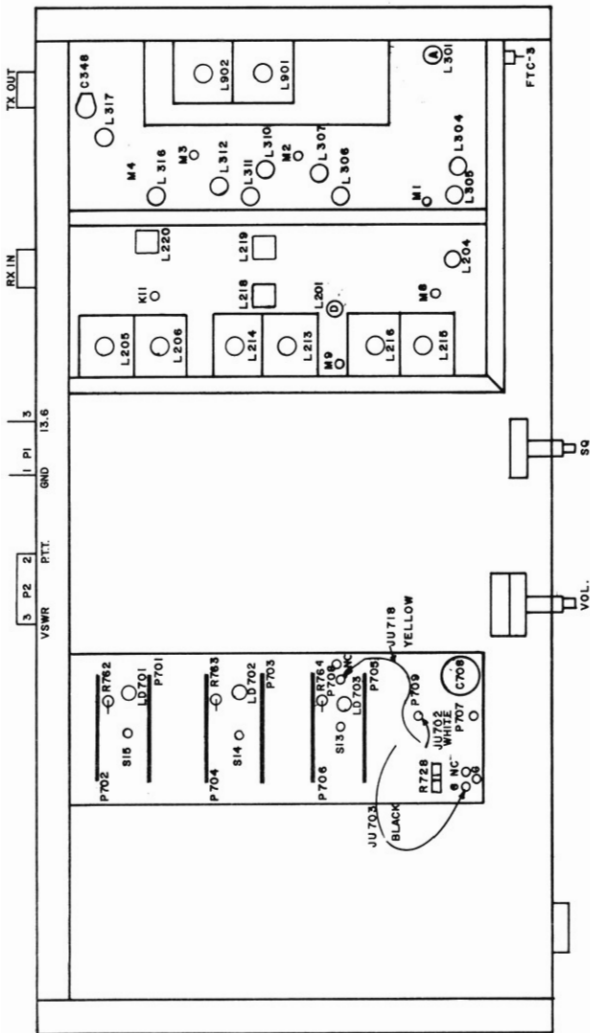 TX OUT
C348
L317
L902
L901
A
L301
FTC-3
M4
L316
M3
L312
L311
L310
M2
L307
L306
M1
L304
L305
RX IN
L220
L219
K11
L218
L201
D
M8
L204
L205
L206
L214
L213
M9
L216
L215
3 P1 1
13.6 GND
SQ
2 P2 3
P.T.T. VSWR
VOL.
R762
P701
LD701
S15
P702
R763
P703
LD702
S14
P704
R764
P708
NC
P705
LD703
S13
P706
JU718
YELLOW
P709
C708
JU702
WHITE
P707
R728
JU703
BLACK
NC